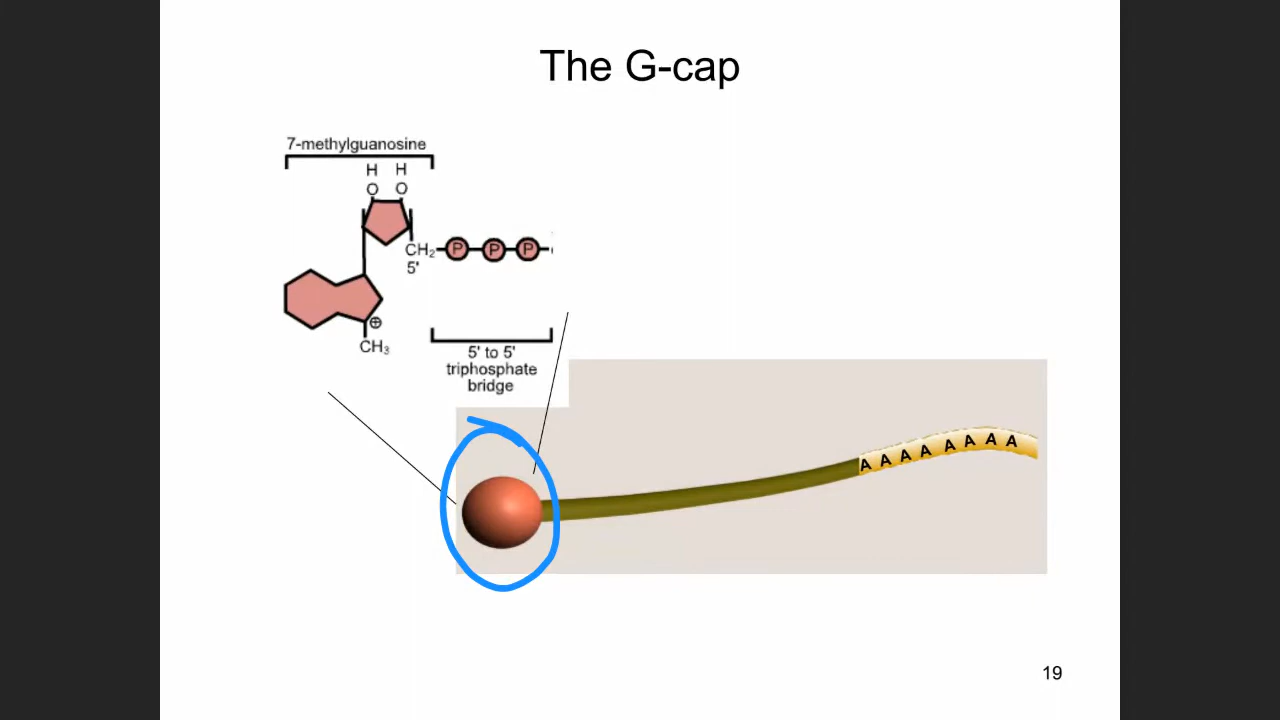 The G-cap
7-methylguanosine
H H
O O
CH₂ P P P
5'
⊕
CH₃
5' to 5'
triphosphate
bridge
A A A A A A A A
19